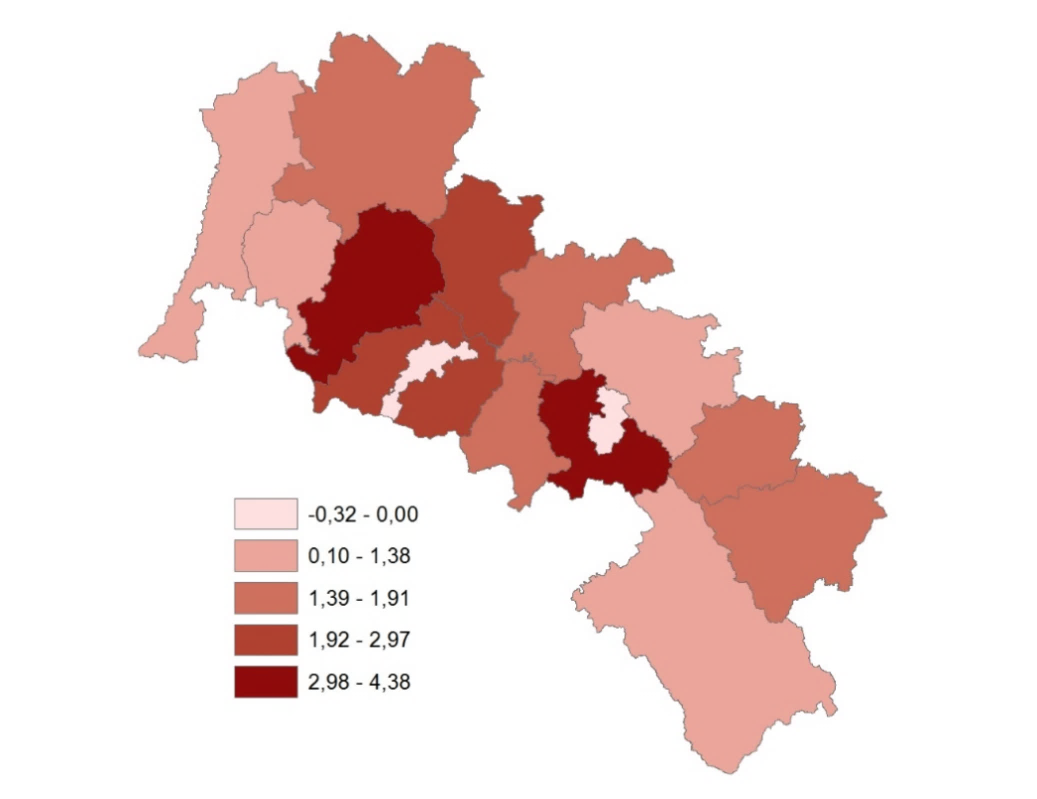 -0,32 - 0,00
0,10 - 1,38
1,39 - 1,91
1,92 - 2,97
2,98 - 4,38